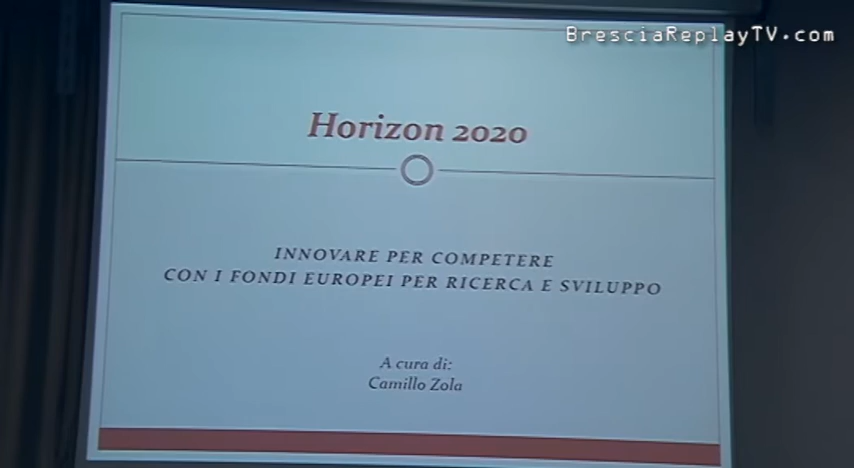 BresciaReplayTV.com
Horizon 2020
INNOVARE PER COMPETERE
CON I FONDI EUROPEI PER RICERCA E SVILUPPO
A cura di:
Camillo Zola